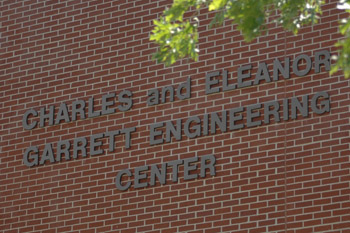 CHARLES and ELEANOR
GARRETT ENGINEERING
CENTER